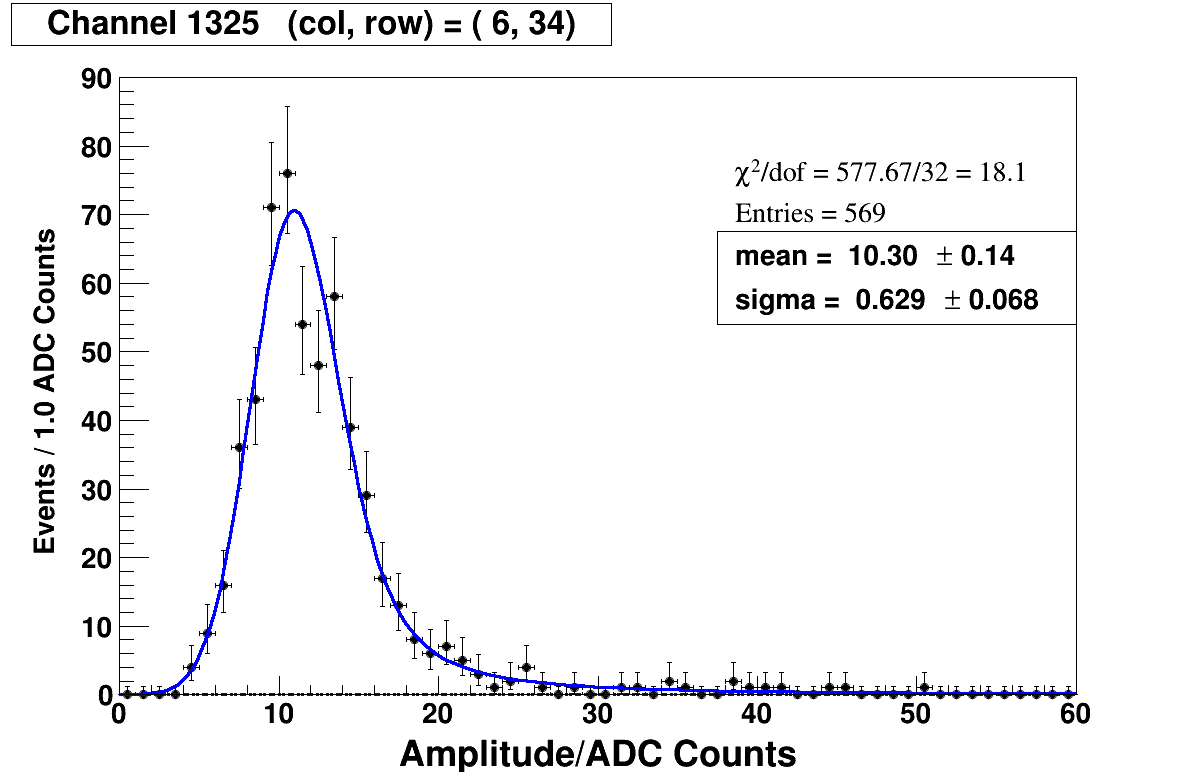 Channel 1325 (col, row) = ( 6, 34)
90
80
70
60
50
40
30
20
10
0
Events / 1.0 ADC Counts
χ²/dof = 577.67/32 = 18.1
Entries = 569
mean = 10.30 ± 0.14
sigma = 0.629 ± 0.068
0 10 20 30 40 50 60
Amplitude/ADC Counts